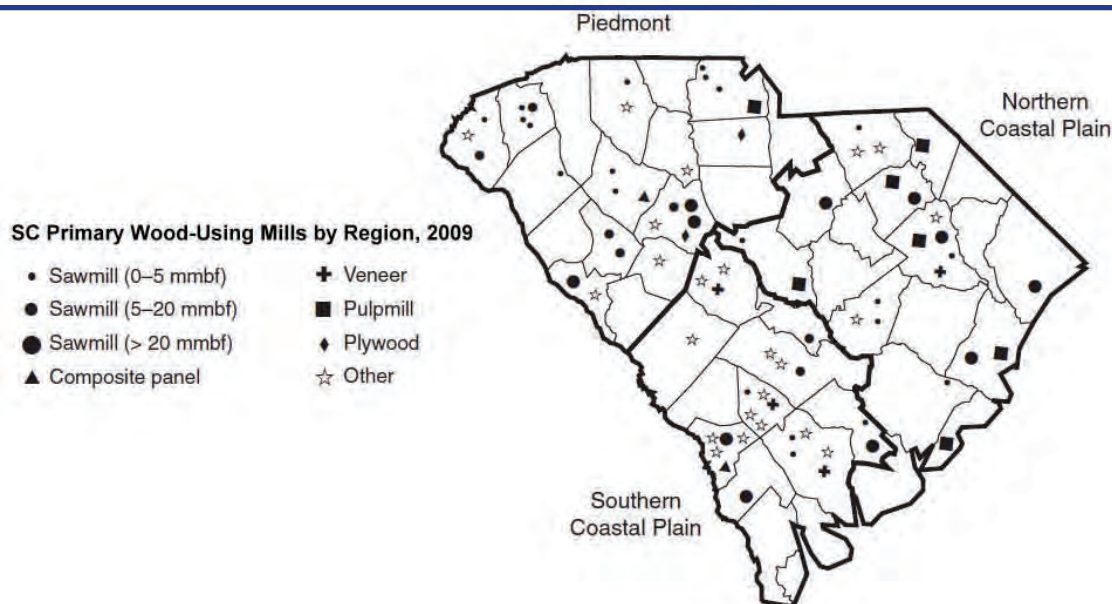 Piedmont
Northern
Coastal Plain
SC Primary Wood-Using Mills by Region, 2009
Sawmill (0–5 mmbf)
Sawmill (5–20 mmbf)
Sawmill (> 20 mmbf)
Composite panel
Veneer
Pulpmill
Plywood
Other
Southern
Coastal Plain